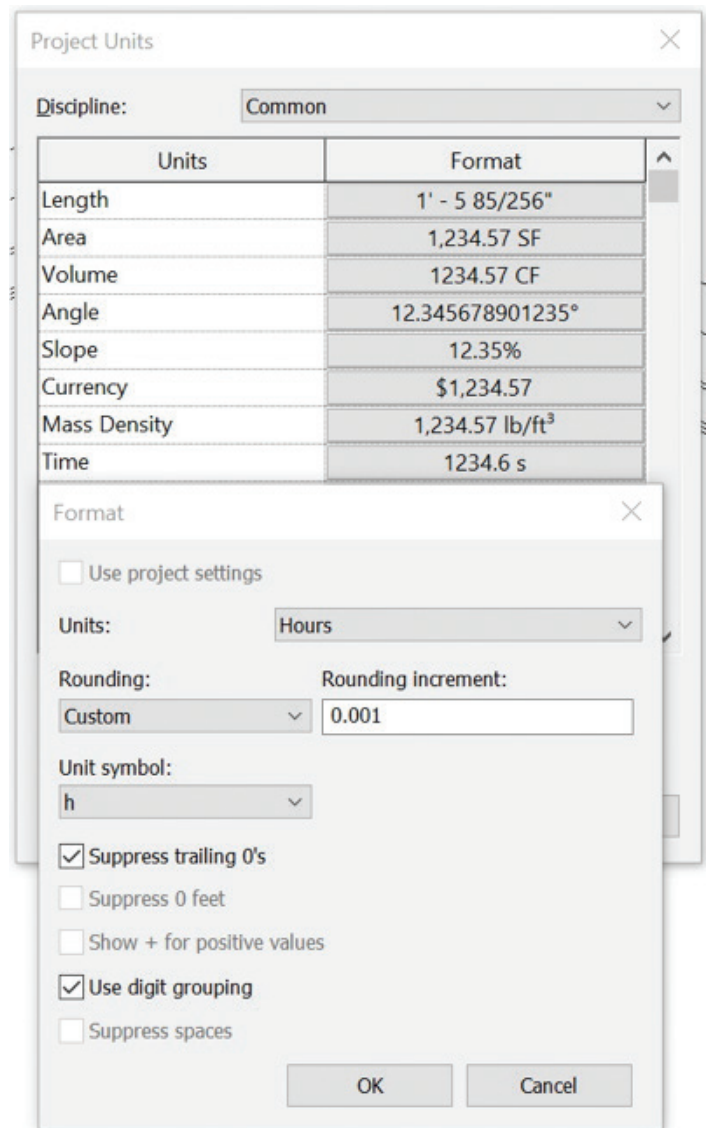 Project Units
Discipline: Common
Units Format
Length 1' - 5 85/256"
Area 1,234.57 SF
Volume 1234.57 CF
Angle 12.345678901235°
Slope 12.35%
Currency $1,234.57
Mass Density 1,234.57 lb/ft³
Time 1234.6 s
Format
Use project settings
Units: Hours
Rounding: Rounding increment:
Custom 0.001
Unit symbol:
h
Suppress trailing 0's
Suppress 0 feet
Show + for positive values
Use digit grouping
Suppress spaces
OK Cancel